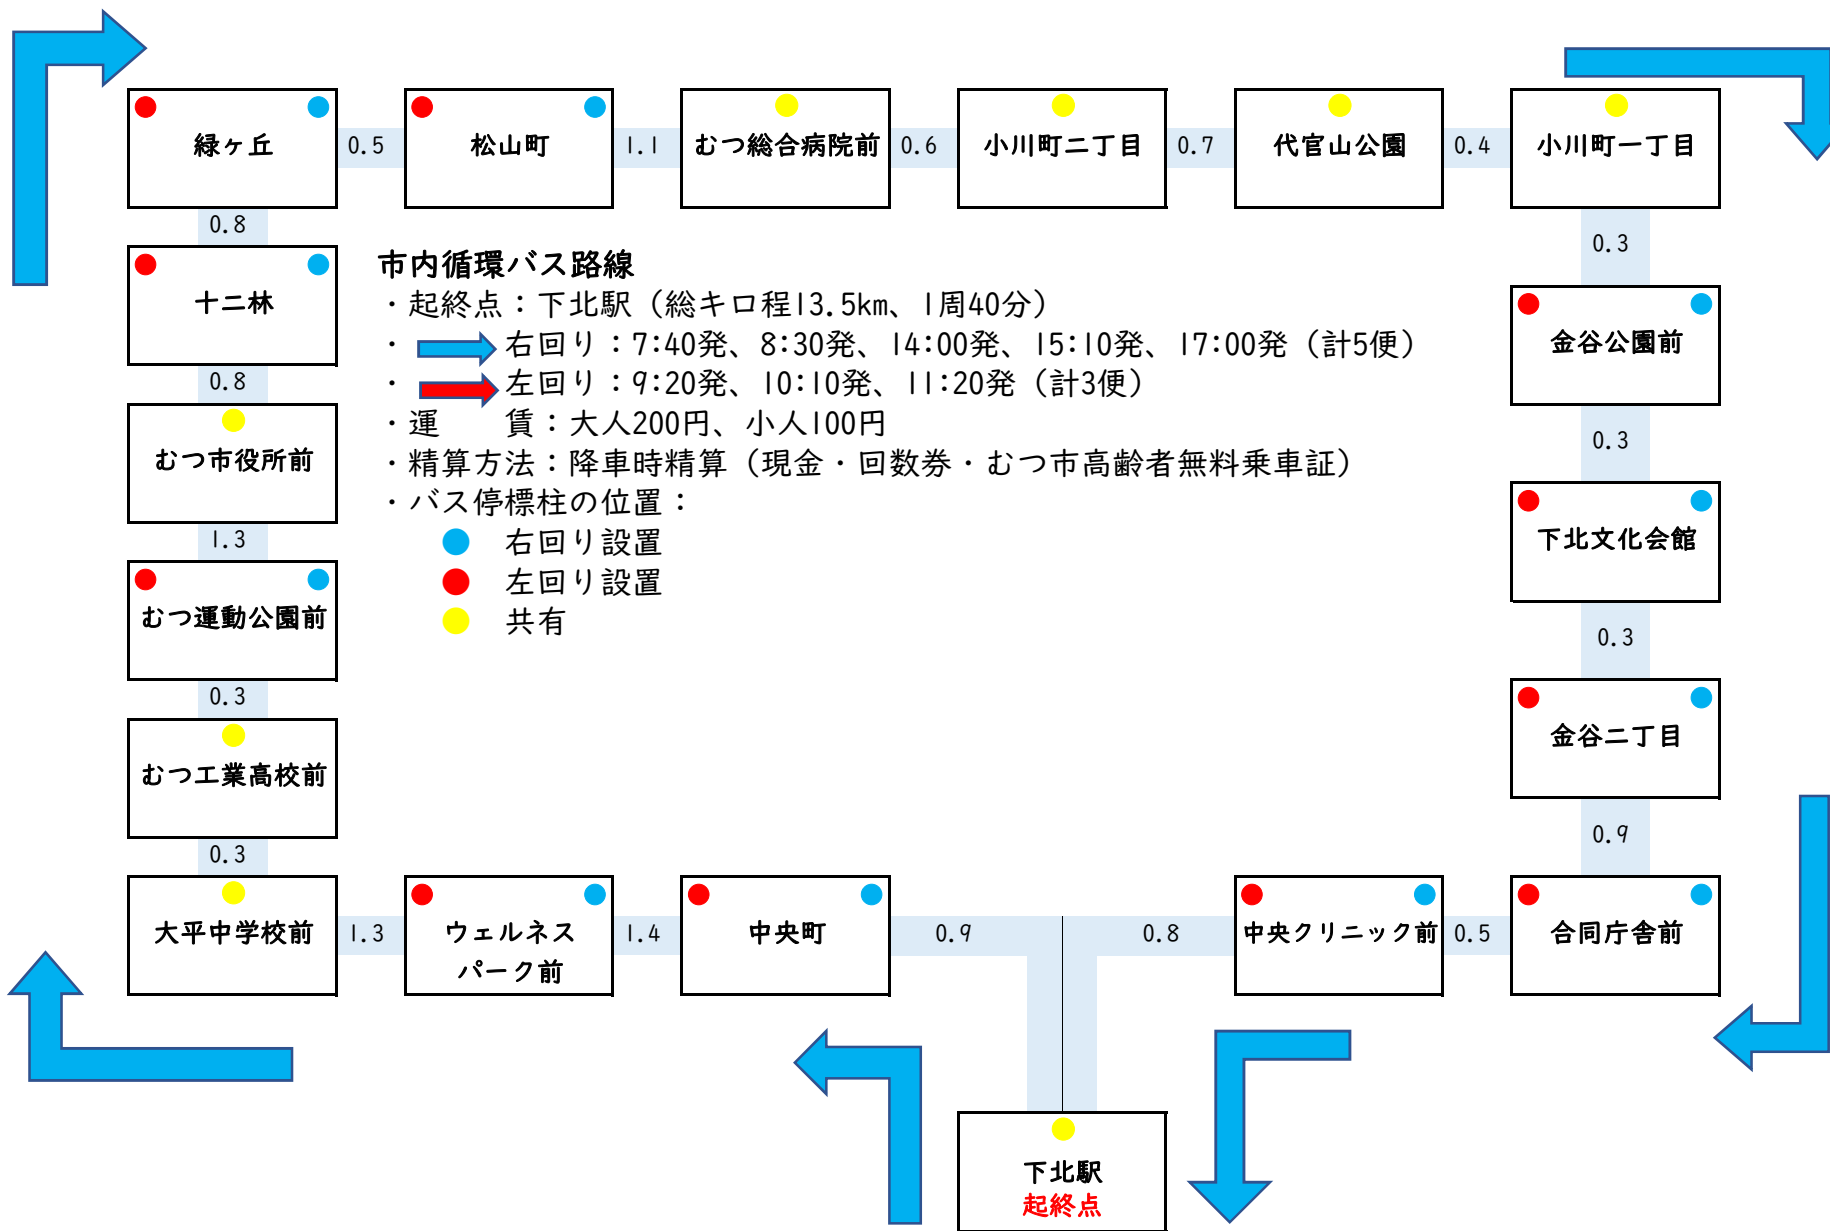 緑ヶ丘 0.5 松山町 1.1 むつ総合病院前 0.6 小川町二丁目 0.7 代官山公園 0.4 小川町一丁目
0.8
0.3
十二林
金谷公園前
0.8
0.3
むつ市役所前
下北文化会館
1.3
0.3
むつ運動公園前
金谷二丁目
0.3
0.9
むつ工業高校前
0.3
市内循環バス路線
・起終点：下北駅（総キロ程13.5km、1周40分）
・右回り：7:40発、8:30発、14:00発、15:10発、17:00発（計5便）
・左回り：9:20発、10:10発、11:20発（計3便）
・運　　賃：大人200円、小人100円
・精算方法：降車時精算（現金・回数券・むつ市高齢者無料乗車証）
・バス停標柱の位置：
右回り設置
左回り設置
共有
大平中学校前 1.3 ウェルネス 1.4 中央町 0.9 0.8 中央クリニック前 0.5 合同庁舎前
パーク前
下北駅
起終点